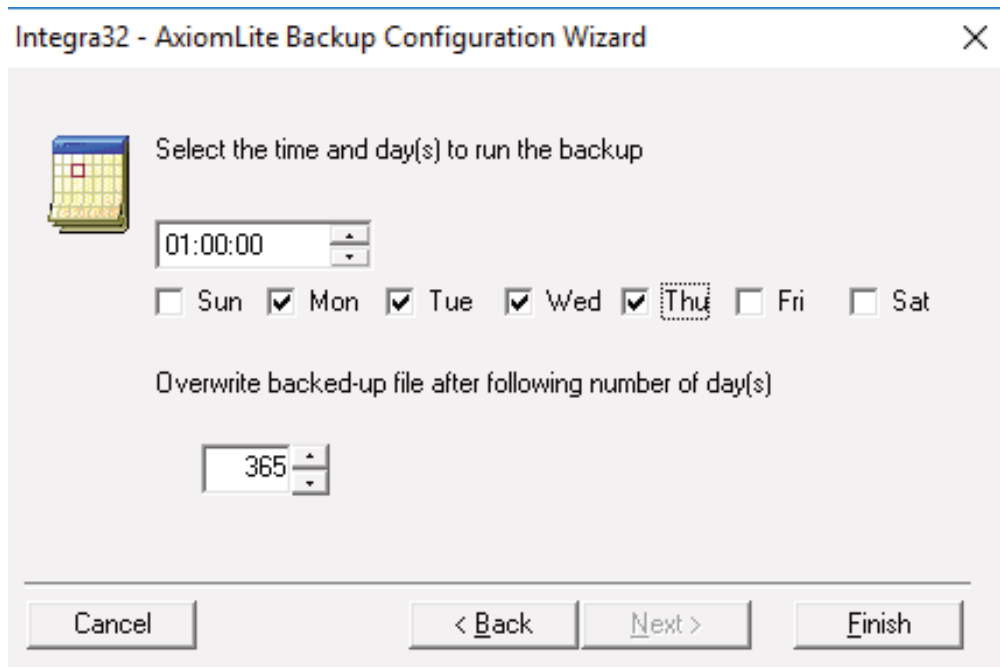 Integra32 - AxiomLite Backup Configuration Wizard
Select the time and day(s) to run the backup
01:00:00
Sun Mon Tue Wed Thu Fri Sat
Overwrite backed-up file after following number of day(s)
365
Cancel < Back Next > Finish